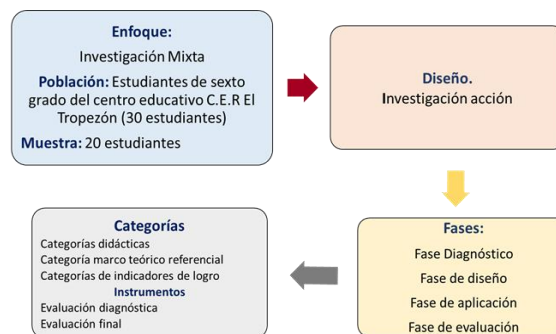 Enfoque:
Investigación Mixta
Población: Estudiantes de sexto
grado del centro educativo C.E.R El
Tropezón (30 estudiantes)
Muestra: 20 estudiantes
Diseño.
Investigación acción
Fases:
Fase Diagnóstico
Fase de diseño
Fase de aplicación
Fase de evaluación
Categorías
Categorías didácticas
Categoría marco teórico referencial
Categorías de indicadores de logro
Instrumentos
Evaluación diagnóstica
Evaluación final